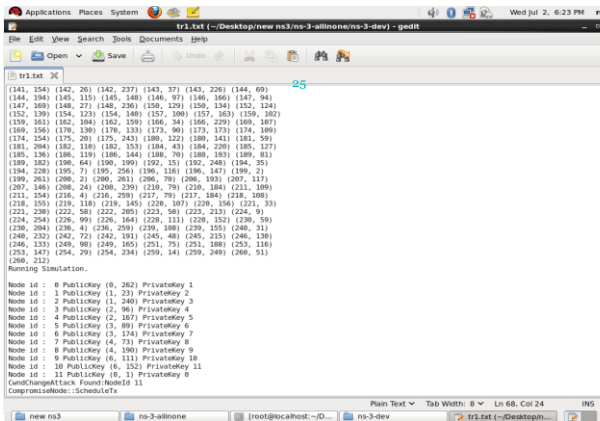 Applications Places System Wed Jul 2, 6:23 PM
tr1.txt (~/Desktop/new ns3/ns-3-allinone/ns-3-dev) - gedit
File Edit View Search Tools Documents Help
Open Save Undo
tr1.txt
25
(141, 154) (142, 26) (142, 237) (143, 37) (143, 226) (144, 69)
(144, 194) (145, 115) (145, 148) (146, 97) (146, 166) (147, 94)
(147, 169) (148, 27) (148, 236) (150, 129) (150, 134) (152, 124)
(152, 139) (154, 123) (154, 140) (157, 100) (157, 163) (159, 102)
(159, 161) (162, 104) (162, 159) (166, 34) (166, 229) (169, 107)
(169, 156) (170, 130) (170, 133) (173, 90) (173, 173) (174, 109)
(174, 154) (175, 20) (175, 243) (180, 122) (180, 141) (181, 59)
(181, 204) (182, 110) (182, 153) (184, 43) (184, 220) (185, 127)
(185, 136) (186, 119) (186, 144) (188, 70) (188, 193) (189, 81)
(189, 182) (190, 64) (190, 199) (192, 15) (192, 248) (194, 35)
(194, 228) (195, 7) (195, 256) (196, 116) (196, 147) (199, 2)
(199, 261) (200, 2) (200, 261) (206, 70) (206, 193) (207, 117)
(207, 146) (208, 24) (208, 239) (210, 79) (210, 184) (211, 109)
(211, 154) (216, 4) (216, 259) (217, 79) (217, 184) (218, 108)
(218, 155) (219, 118) (219, 145) (220, 107) (220, 156) (221, 33)
(221, 230) (222, 58) (222, 205) (223, 50) (223, 213) (224, 9)
(224, 254) (226, 99) (226, 164) (228, 111) (228, 152) (230, 59)
(230, 204) (236, 4) (236, 259) (239, 108) (239, 155) (240, 31)
(240, 232) (242, 72) (242, 191) (245, 48) (245, 215) (246, 130)
(246, 133) (249, 98) (249, 165) (251, 75) (251, 188) (253, 116)
(253, 147) (254, 29) (254, 234) (259, 14) (259, 249) (260, 51)
(260, 212)
Running Simulation.
Node id : 0 PublicKey (0, 262) PrivateKey 1
Node id : 1 PublicKey (1, 23) PrivateKey 2
Node id : 2 PublicKey (1, 240) PrivateKey 3
Node id : 3 PublicKey (2, 96) PrivateKey 4
Node id : 4 PublicKey (2, 167) PrivateKey 5
Node id : 5 PublicKey (3, 89) PrivateKey 6
Node id : 6 PublicKey (3, 174) PrivateKey 7
Node id : 7 PublicKey (4, 73) PrivateKey 8
Node id : 8 PublicKey (4, 190) PrivateKey 9
Node id : 9 PublicKey (6, 111) PrivateKey 10
Node id : 10 PublicKey (6, 152) PrivateKey 11
Node id : 11 PublicKey (0, 1) PrivateKey 0
CwndChangeAttack Found:NodeId 11
CompromiseNode::ScheduleTx
Plain Text Tab Width: 8 Ln 68, Col 24 INS
new ns3 ns-3-allinone [root@localhost:~/D... ns-3-dev tr1.txt (~/Desktop/n...